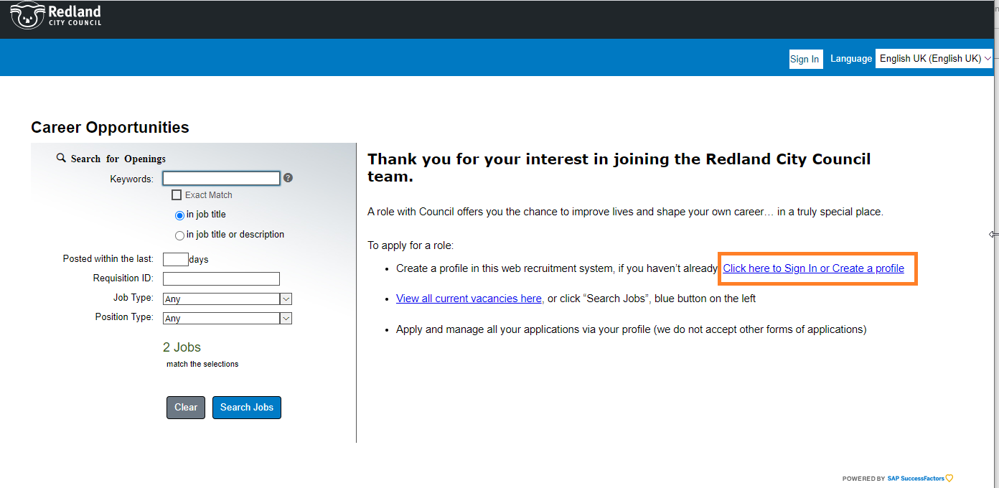 Redland
CITY COUNCIL
Sign In
Language
English UK (English UK)
Career Opportunities
Search for Openings
Keywords:
?
Exact Match
in job title
in job title or description
Posted within the last:
days
Requisition ID:
Job Type:
Any
Position Type:
Any
2 Jobs
match the selections
Clear
Search Jobs
Thank you for your interest in joining the Redland City Council
team.
A role with Council offers you the chance to improve lives and shape your own career… in a truly special place.
To apply for a role:
• Create a profile in this web recruitment system, if you haven’t already Click here to Sign In or Create a profile
• View all current vacancies here, or click “Search Jobs”, blue button on the left
• Apply and manage all your applications via your profile (we do not accept other forms of applications)
POWERED BY SAP SuccessFactors